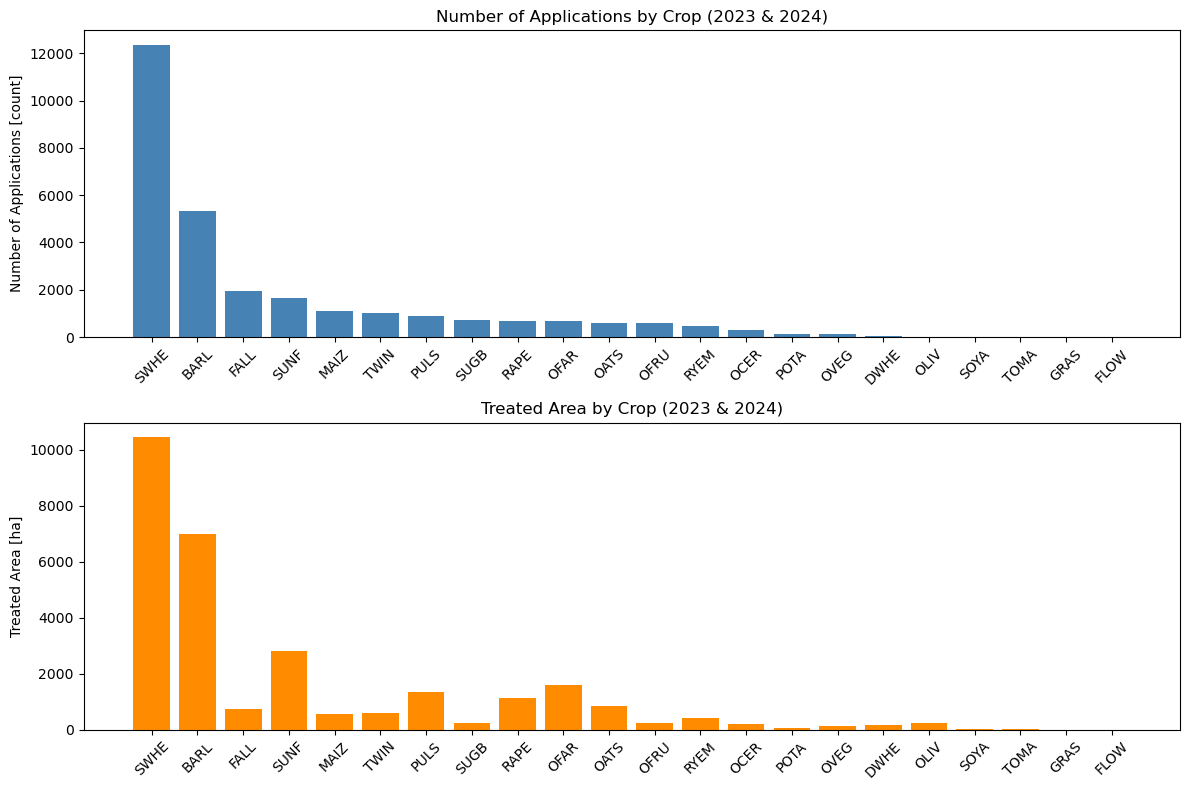 Number of Applications by Crop (2023 & 2024)
Number of Applications [count]
12000
10000
8000
6000
4000
2000
0
SWHE BARL FALL SUNF MAIZ TWIN PULS SUGB RAPE OFAR OATS OFRU RYEM OCER POTA OVEG DWHE OLIV SOYA TOMA GRAS FLOW
Treated Area by Crop (2023 & 2024)
Treated Area [ha]
10000
8000
6000
4000
2000
0
SWHE BARL FALL SUNF MAIZ TWIN PULS SUGB RAPE OFAR OATS OFRU RYEM OCER POTA OVEG DWHE OLIV SOYA TOMA GRAS FLOW